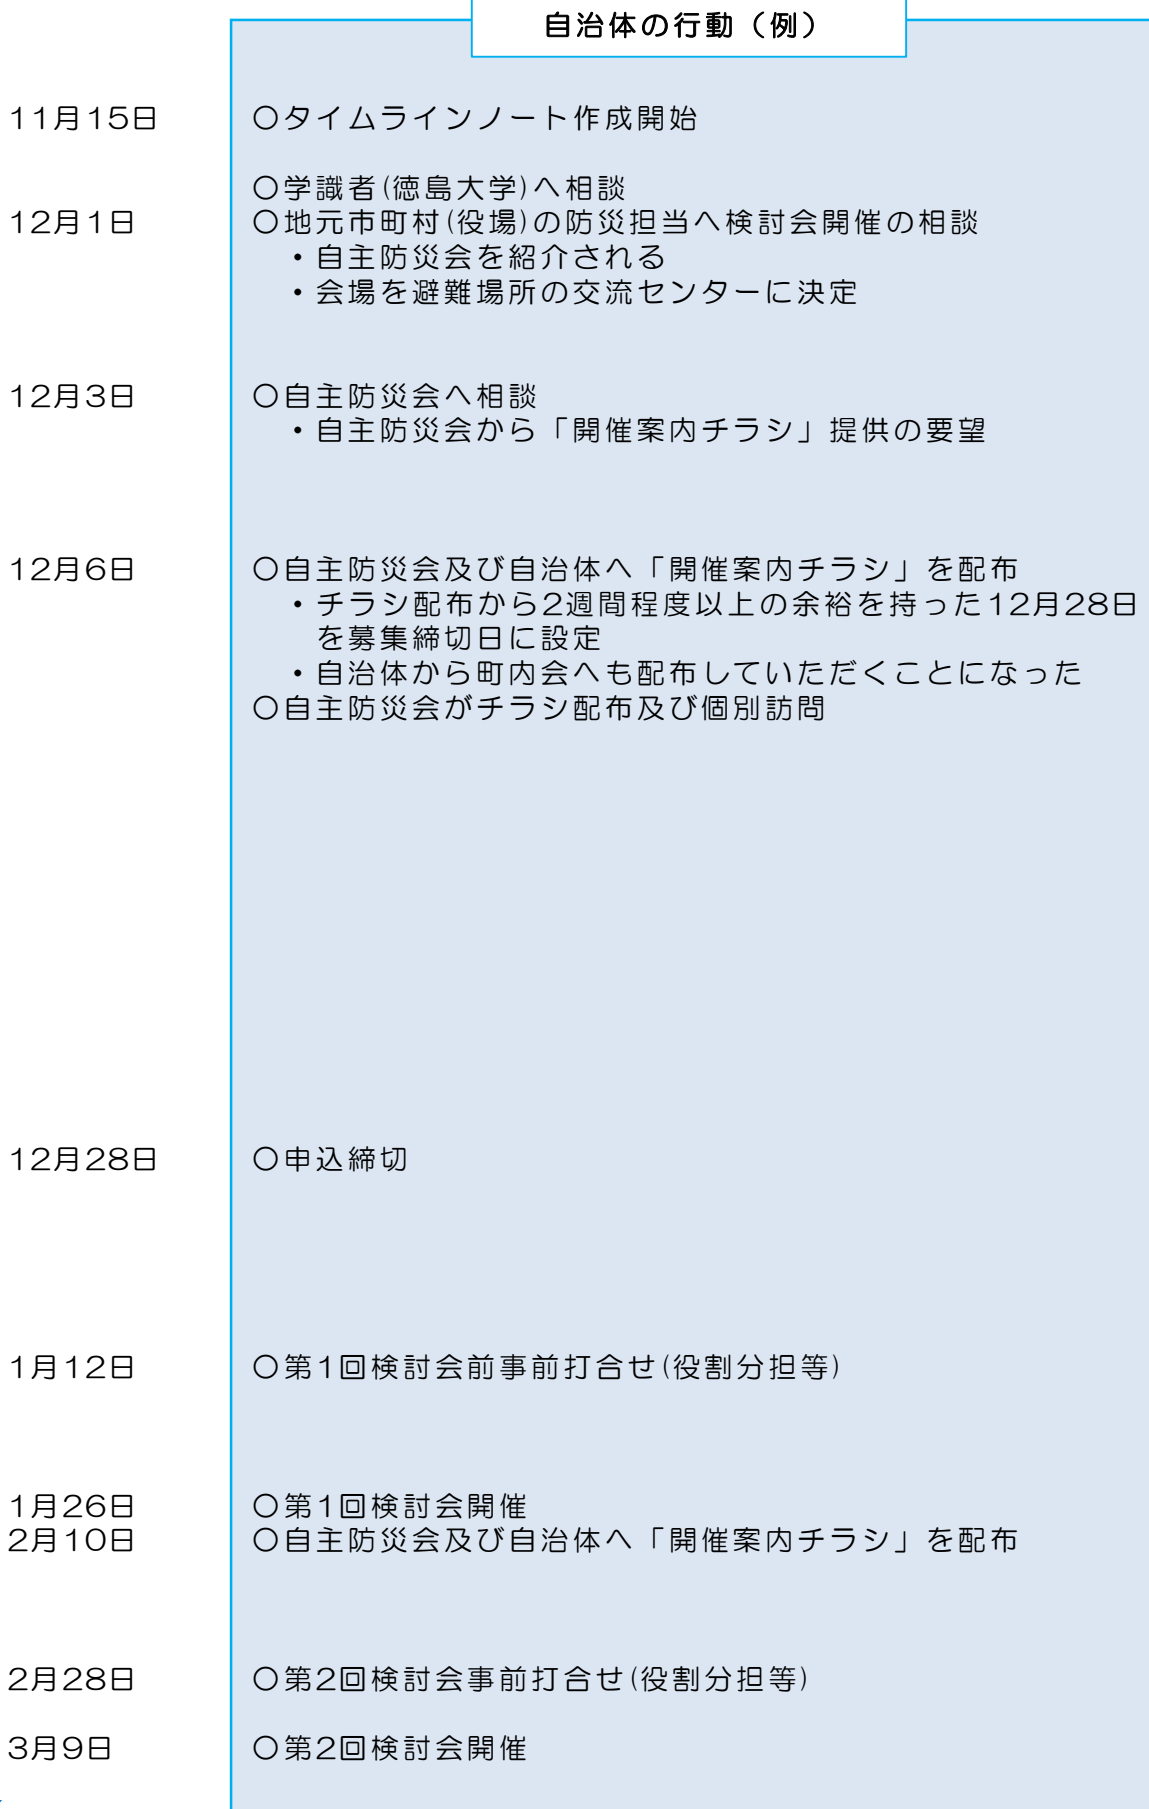 自治体の行動（例）
11月15日 〇タイムラインノート作成開始
〇学識者(徳島大学)へ相談
12月1日 〇地元市町村(役場)の防災担当へ検討会開催の相談
・自主防災会を紹介される
・会場を避難場所の交流センターに決定
12月3日 〇自主防災会へ相談
・自主防災会から「開催案内チラシ」提供の要望
12月6日 〇自主防災会及び自治体へ「開催案内チラシ」を配布
・チラシ配布から2週間程度以上の余裕を持った12月28日
を募集締切日に設定
・自治体から町内会へも配布していただくことになった
〇自主防災会がチラシ配布及び個別訪問
12月28日 〇申込締切
1月12日 〇第1回検討会前事前打合せ(役割分担等)
1月26日 〇第1回検討会開催
2月10日 〇自主防災会及び自治体へ「開催案内チラシ」を配布
2月28日 〇第2回検討会事前打合せ(役割分担等)
3月9日 〇第2回検討会開催